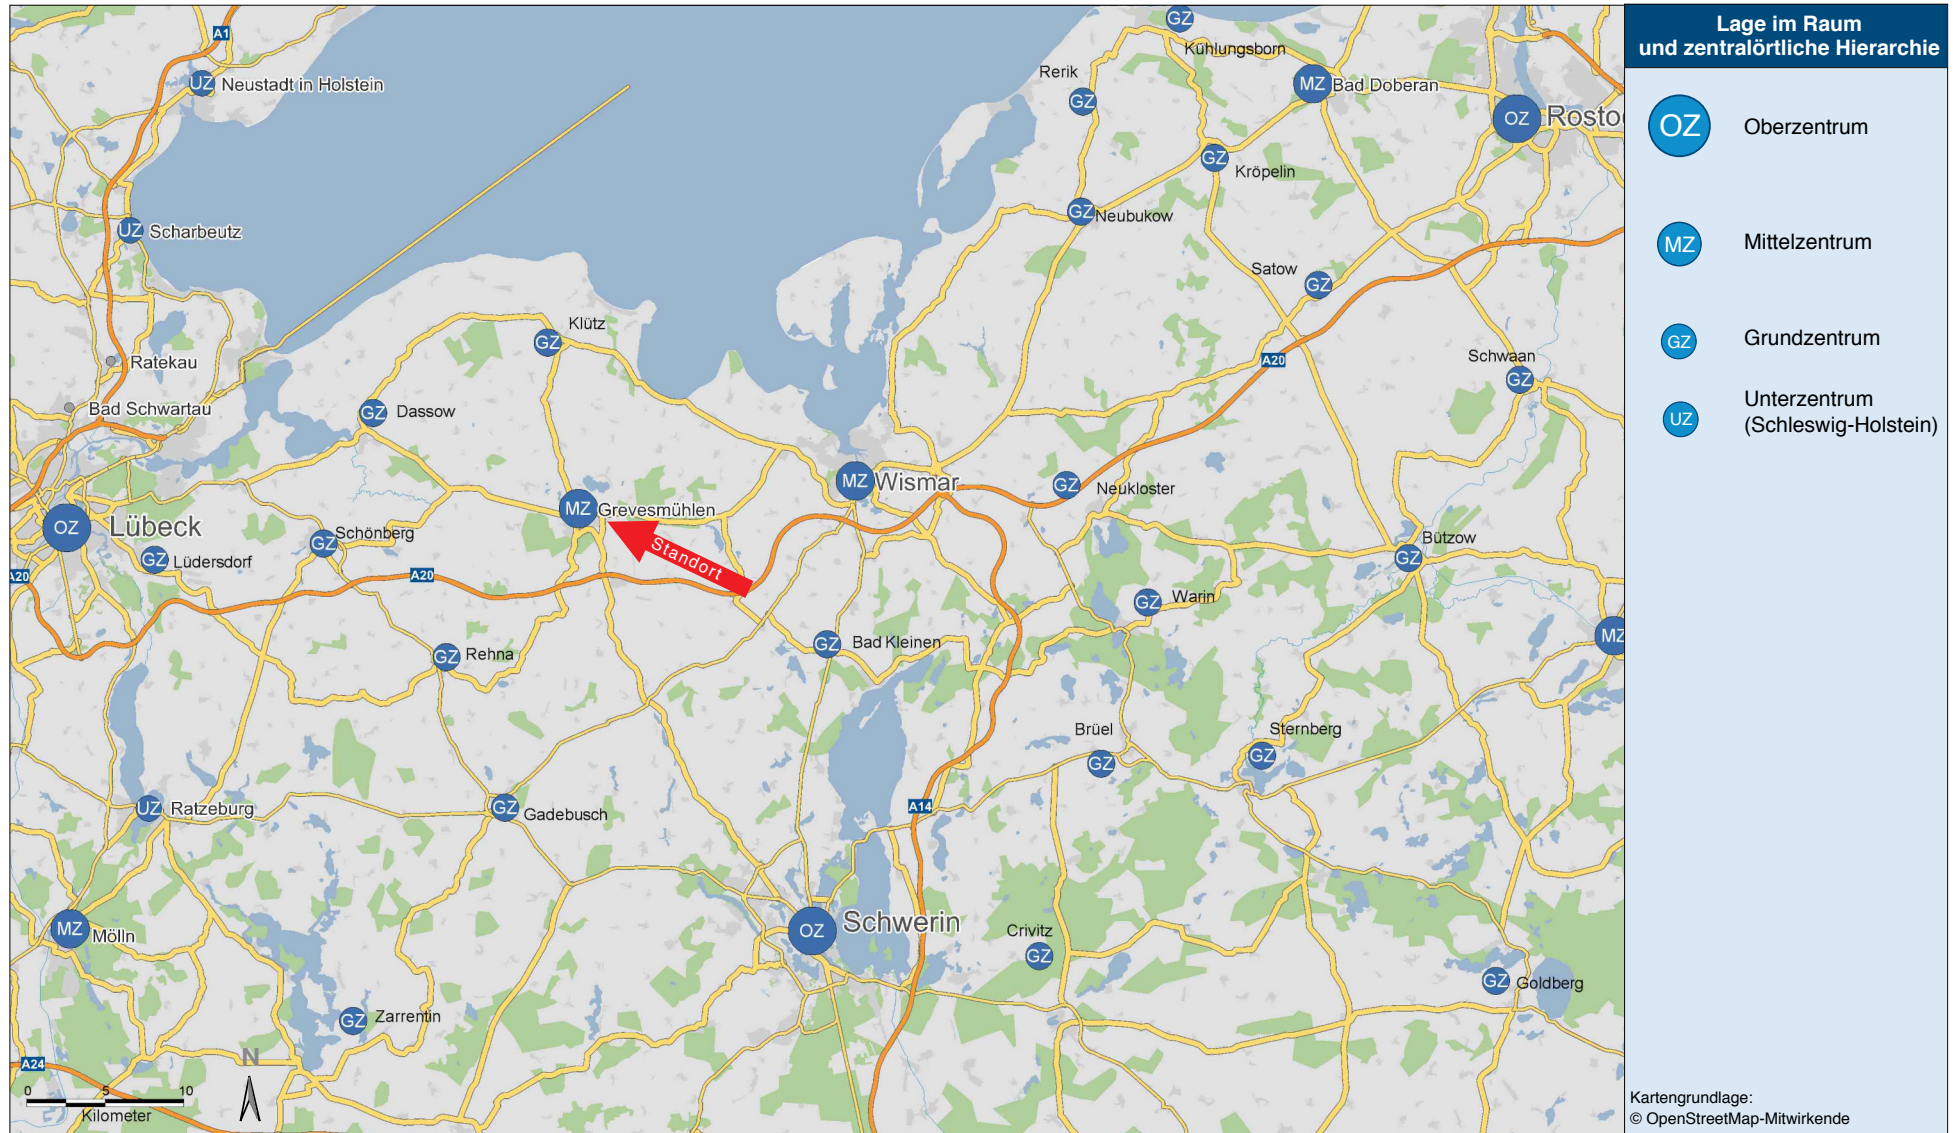 A1
UZ Neustadt in Holstein
UZ Scharbeutz
Ratekau
Bad Schwartau
OZ Lübeck
GZ Lüdersdorf
A20
GZ Schönberg
GZ Dassow
Klütz
GZ
MZ Grevesmühlen
Standort
A20
GZ Rehna
MZ Wismar
GZ Bad Kleinen
GZ
Kühlungsborn
Rerik
GZ
MZ Bad Doberan
OZ Rosto
GZ
Kröpelin
GZ Neubukow
Satow
GZ
A20
Schwaan
GZ
GZ Neukloster
Bützow
GZ
GZ Warin
MZ
Brüel
GZ
Sternberg
GZ
UZ Ratzeburg
GZ Gadebusch
A14
MZ Mölln
OZ Schwerin
Crivitz
GZ
GZ Goldberg
GZ Zarrentin
A24
N
0 5 10
Kilometer
Lage im Raum
und zentralörtliche Hierarchie
OZ Oberzentrum
MZ Mittelzentrum
GZ Grundzentrum
UZ Unterzentrum
(Schleswig-Holstein)
Kartengrundlage:
© OpenStreetMap-Mitwirkende